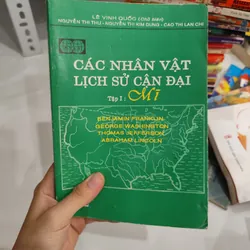 LÊ VINH QUỐC (Chủ biên)
NGUYỄN THỊ THƯ - NGUYỄN THỊ KIM DUNG - CAO THỊ LAN CHI
CÁC NHÂN VẬT
LỊCH SỬ CẬN ĐẠI
Tập I: Mĩ
BENJAMIN FRANKLIN
GEORGE WASHINGTON
THOMAS JEFFERSON
ABRAHAM LINCOLN